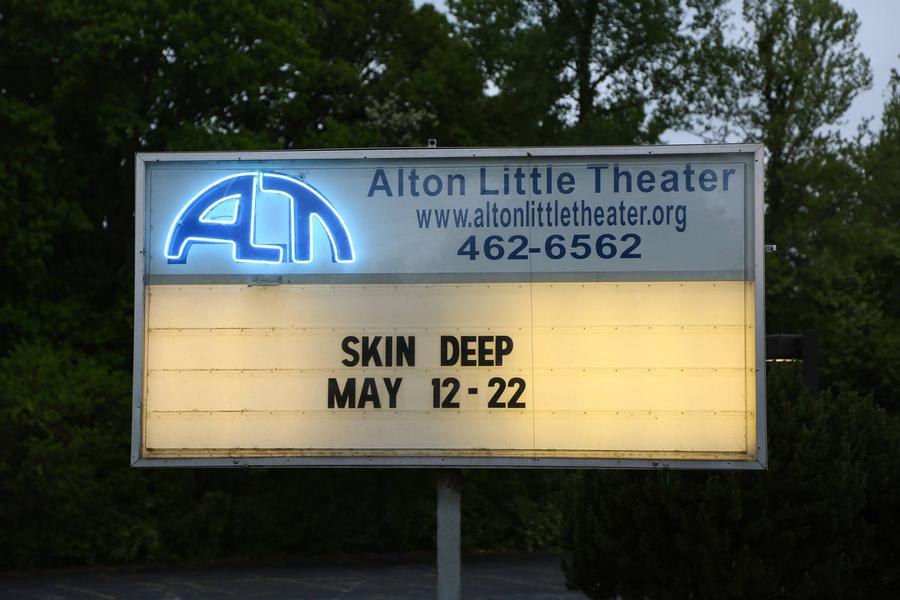 ALT
Alton Little Theater
www.altonlittletheater.org
462-6562
SKIN DEEP
MAY 12-22